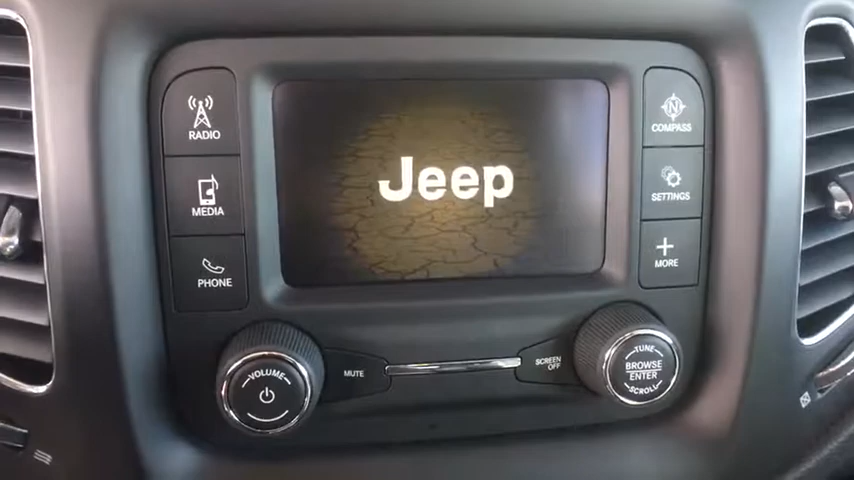 RADIO
MEDIA
PHONE
Jeep
N
COMPASS
SETTINGS
MORE
VOLUME
MUTE
SCREEN
OFF
TUNE
BROWSE
ENTER
SCROLL